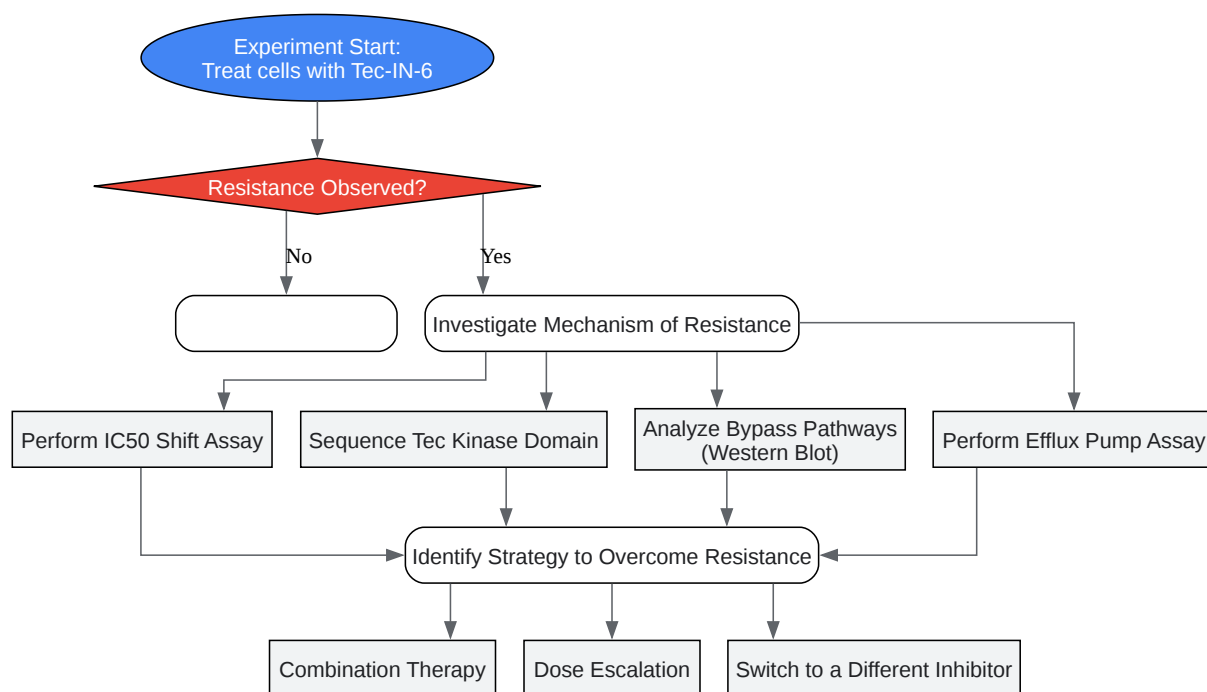 Experiment Start:
Treat cells with Tec-IN-6
Resistance Observed?
No
Yes
Investigate Mechanism of Resistance
Perform IC50 Shift Assay
Sequence Tec Kinase Domain
Analyze Bypass Pathways
(Western Blot)
Perform Efflux Pump Assay
Identify Strategy to Overcome Resistance
Combination Therapy
Dose Escalation
Switch to a Different Inhibitor